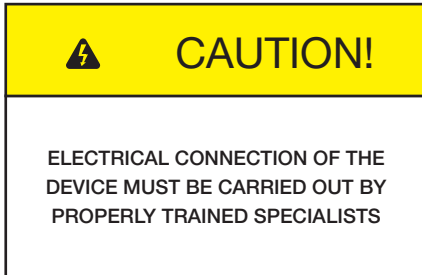 CAUTION!
ELECTRICAL CONNECTION OF THE
DEVICE MUST BE CARRIED OUT BY
PROPERLY TRAINED SPECIALISTS